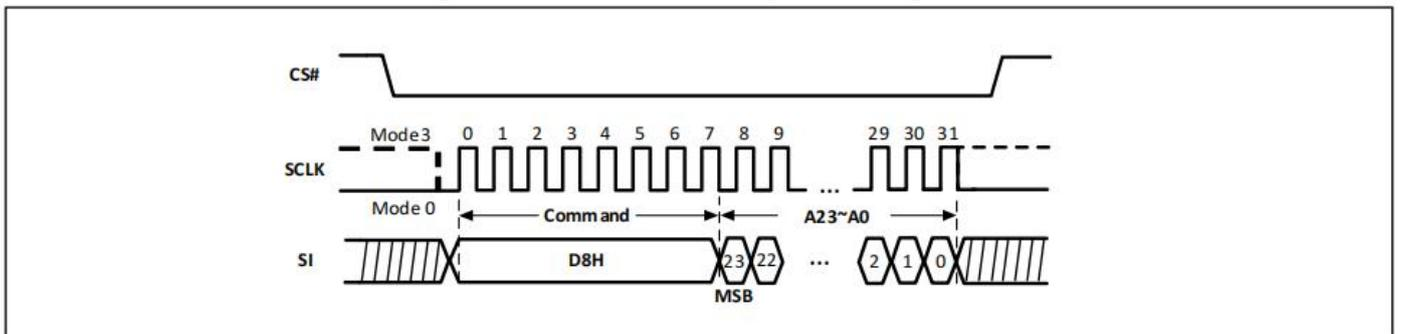 CS#
Mode3 0 1 2 3 4 5 6 7 8 9 29 30 31
SCLK
...
Mode 0
Command
A23~A0
SI
D8H
23 22 ... 2 1 0
MSB